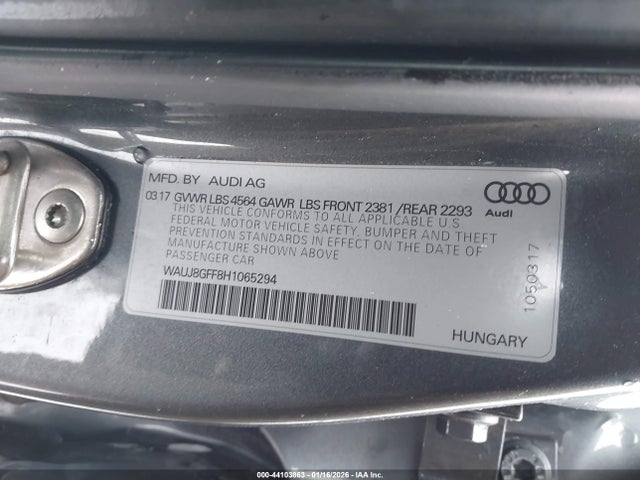 MFD. BY AUDI AG
03 17 GVWR LBS 4564 GAWR LBS FRONT 2381 /REAR 2293
THIS VEHICLE CONFORMS TO ALL APPLICABLE U.S
FEDERAL MOTOR VEHICLE SAFETY, BUMPER AND THEFT
PREVENTION STANDARDS IN EFFECT ON THE DATE OF
MANUFACTURE SHOWN ABOVE
PASSENGER CAR
WAUJ8GFF8H1065294
Audi
1050317
HUNGARY
000-44103863 - 01/16/2026 - © IAA Inc.